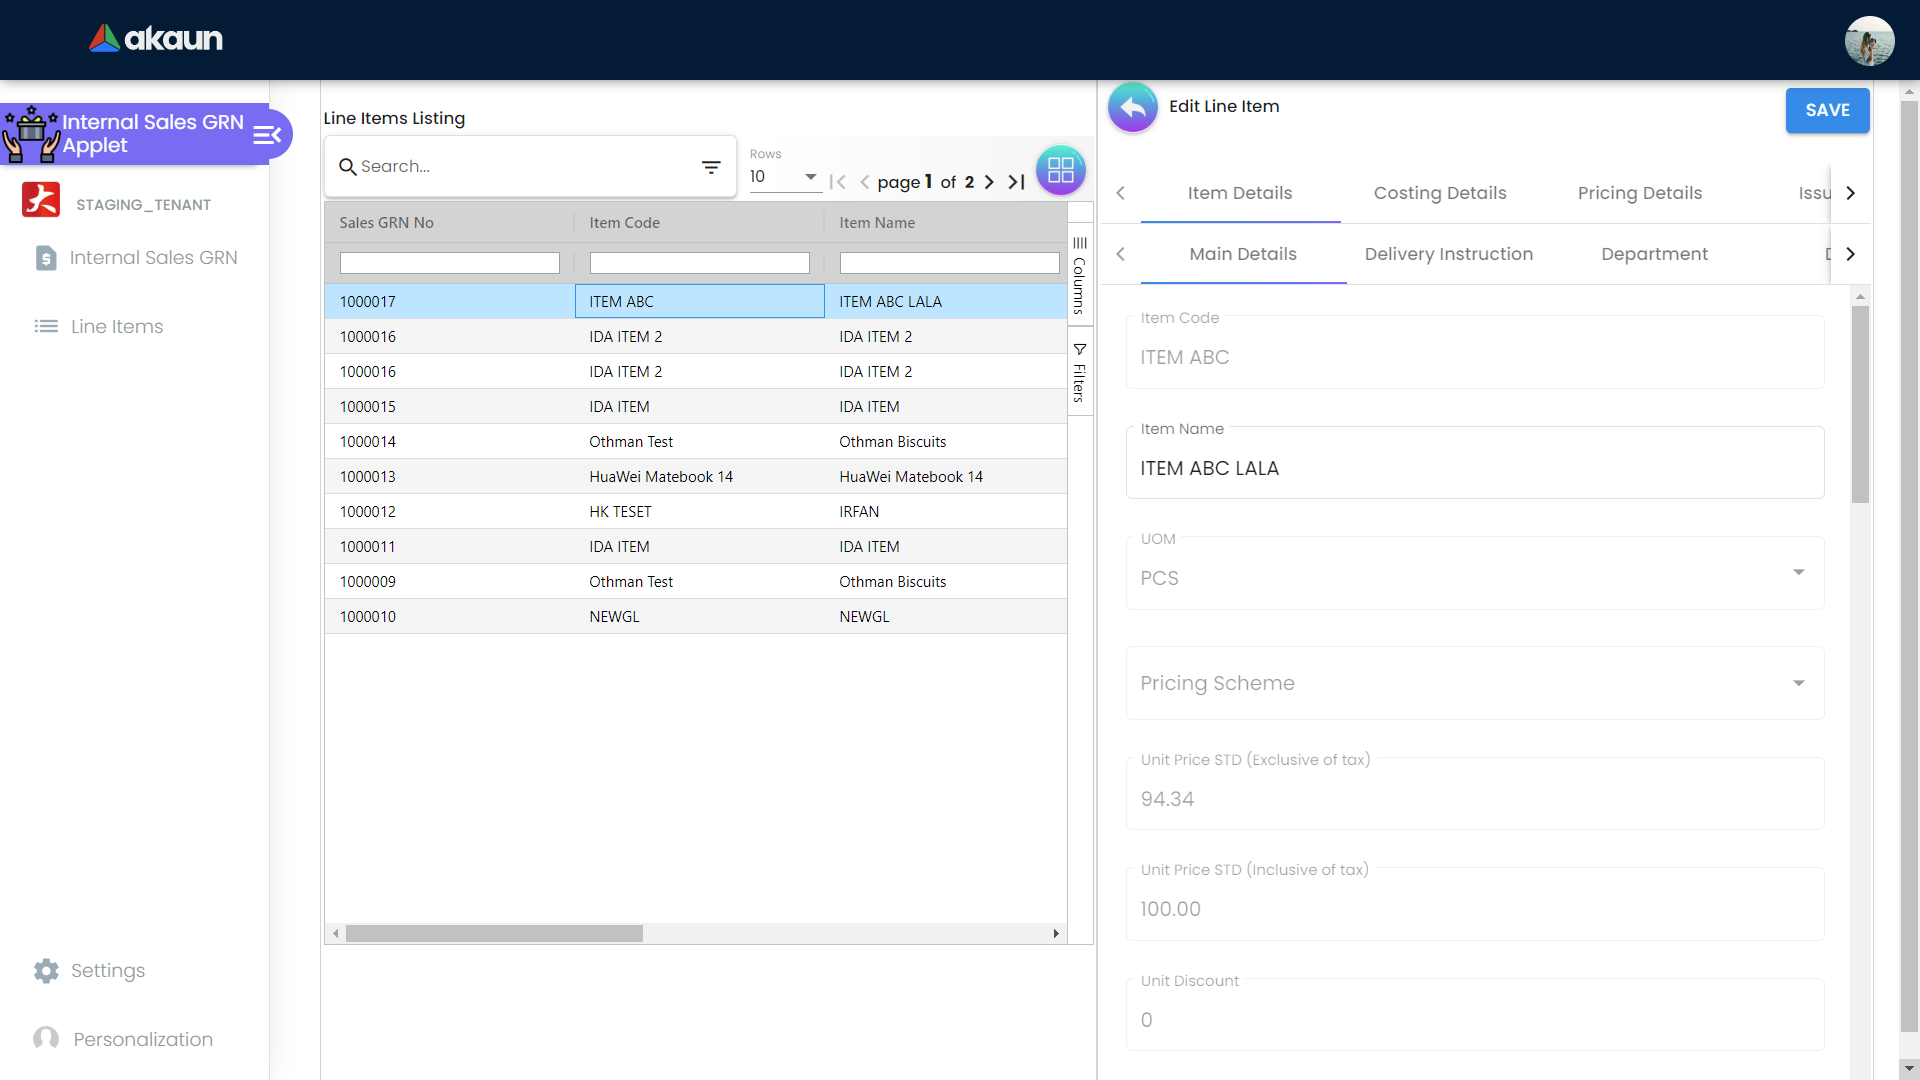 akaun
Internal Sales GRN
Applet
STAGING_TENANT
Internal Sales GRN
Line Items
Settings
Personalization
Line Items Listing
Search...
Rows
10
page 1 of 2
Sales GRN No Item Code Item Name
1000017 ITEM ABC ITEM ABC LALA
1000016 IDA ITEM 2 IDA ITEM 2
1000016 IDA ITEM 2 IDA ITEM 2
1000015 IDA ITEM IDA ITEM
1000014 Othman Test Othman Biscuits
1000013 HuaWei Matebook 14 HuaWei Matebook 14
1000012 HK TESET IRFAN
1000011 IDA ITEM IDA ITEM
1000009 Othman Test Othman Biscuits
1000010 NEWGL NEWGL
Columns
Filters
Edit Line Item
SAVE
Item Details Costing Details Pricing Details Issu
Main Details Delivery Instruction Department
Item Code
ITEM ABC
Item Name
ITEM ABC LALA
UOM
PCS
Pricing Scheme
Unit Price STD (Exclusive of tax)
94.34
Unit Price STD (Inclusive of tax)
100.00
Unit Discount
0